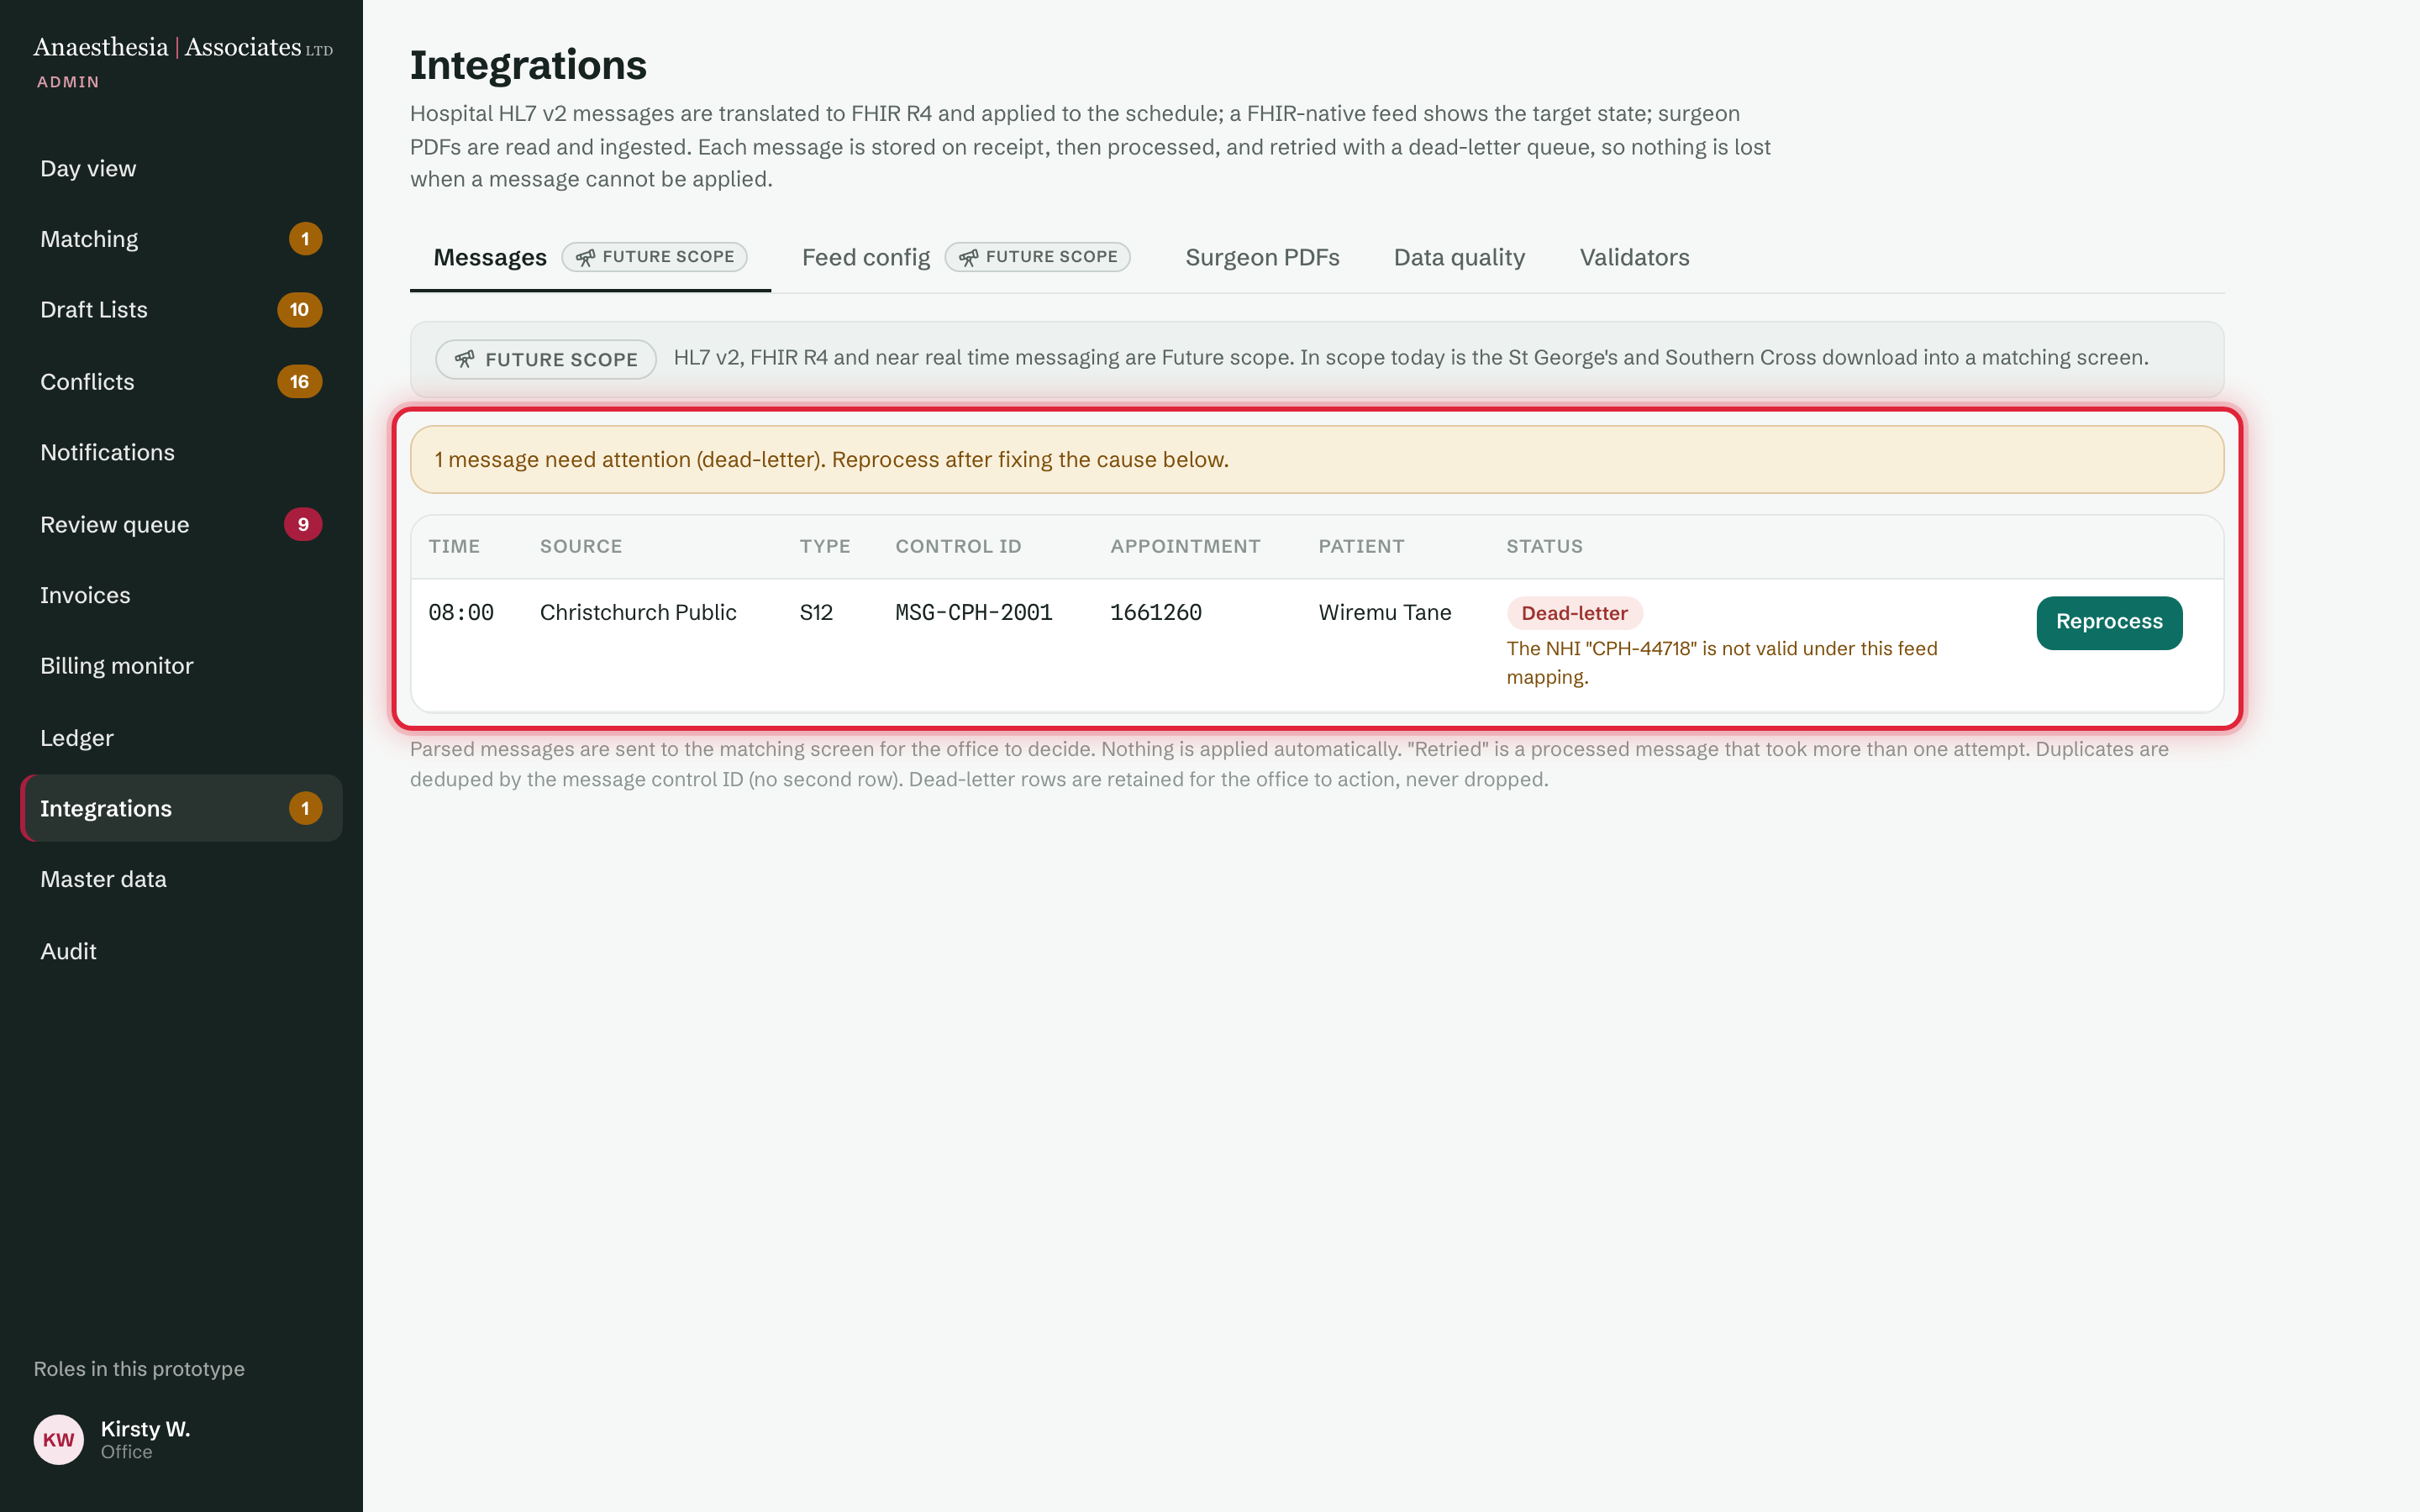 Anaesthesia | Associates LTD
ADMIN
Day view
Matching 1
Draft Lists 10
Conflicts 16
Notifications
Review queue 9
Invoices
Billing monitor
Ledger
Integrations 1
Master data
Audit
Roles in this prototype
KW Kirsty W.
Office
Integrations
Hospital HL7 v2 messages are translated to FHIR R4 and applied to the schedule; a FHIR-native feed shows the target state; surgeon
PDFs are read and ingested. Each message is stored on receipt, then processed, and retried with a dead-letter queue, so nothing is lost
when a message cannot be applied.
Messages FUTURE SCOPE Feed config FUTURE SCOPE Surgeon PDFs Data quality Validators
FUTURE SCOPE HL7 v2, FHIR R4 and near real time messaging are Future scope. In scope today is the St George's and Southern Cross download into a matching screen.
1 message need attention (dead-letter). Reprocess after fixing the cause below.
TIME SOURCE TYPE CONTROL ID APPOINTMENT PATIENT STATUS
08:00 Christchurch Public S12 MSG-CPH-2001 1661260 Wiremu Tane Dead-letter Reprocess
The NHI "CPH-44718" is not valid under this feed
mapping.
Parsed messages are sent to the matching screen for the office to decide. Nothing is applied automatically. "Retried" is a processed message that took more than one attempt. Duplicates are
deduped by the message control ID (no second row). Dead-letter rows are retained for the office to action, never dropped.